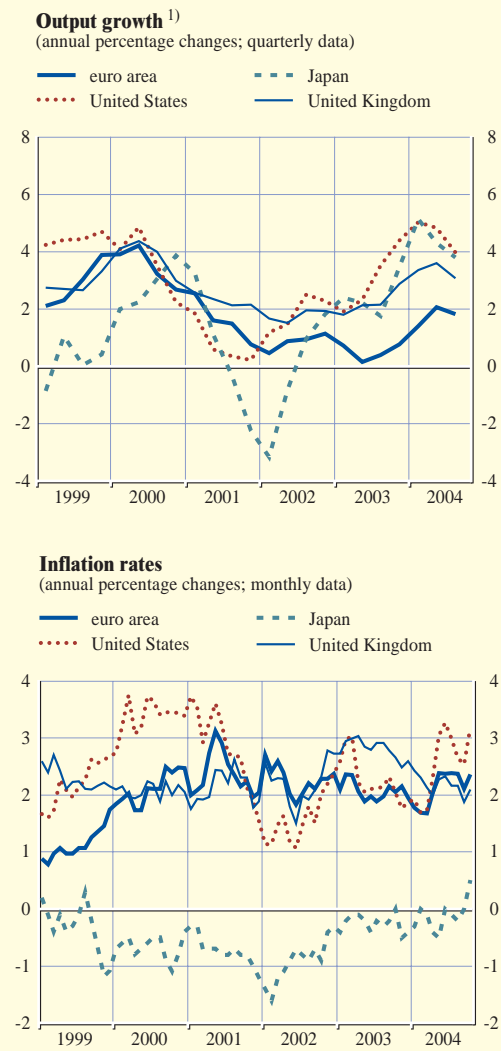 Output growth 1)
(annual percentage changes; quarterly data)
euro area Japan
United States United Kingdom
8 8
6 6
4 4
2 2
0 0
-2 -2
-4 -4
1999 2000 2001 2002 2003 2004
Inflation rates
(annual percentage changes; monthly data)
euro area Japan
United States United Kingdom
4 4
3 3
2 2
1 1
0 0
-1 -1
-2 -2
1999 2000 2001 2002 2003 2004